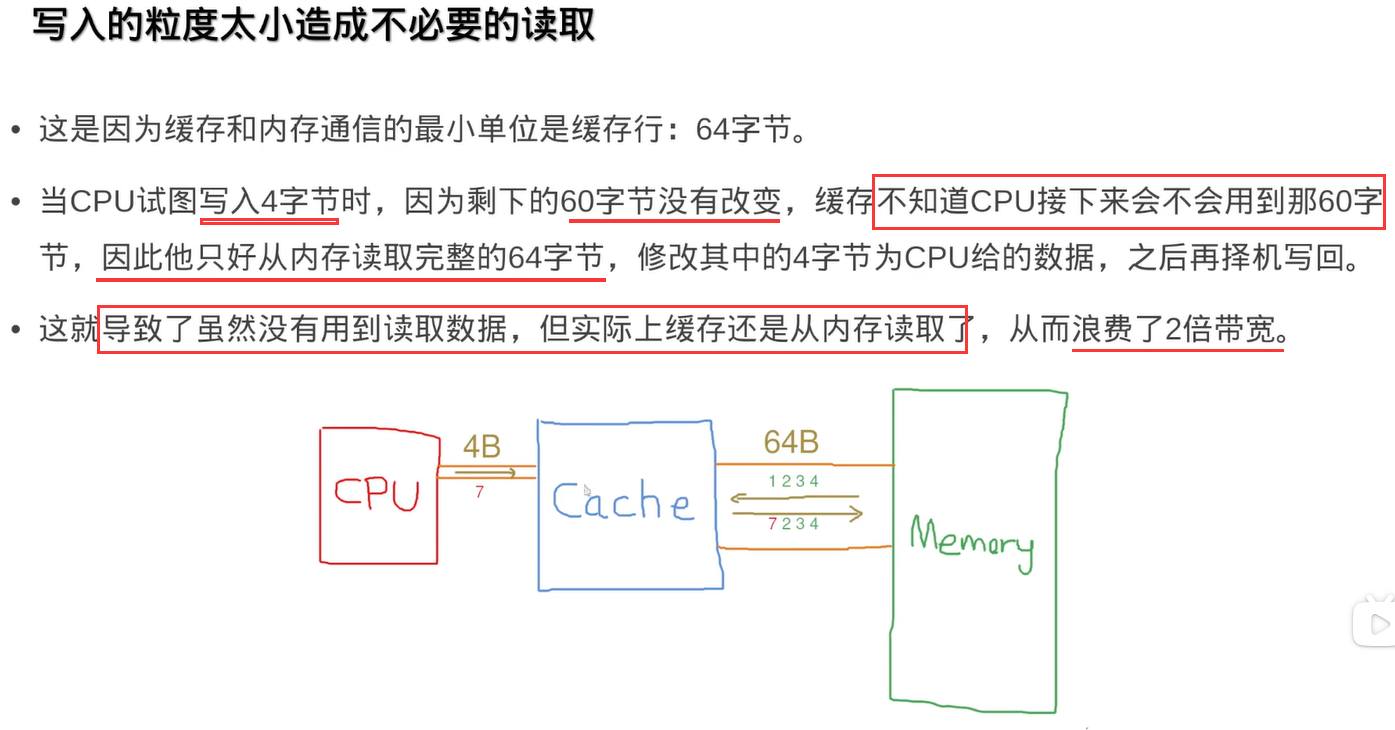 写入的粒度太小造成不必要的读取
• 这是因为缓存和内存通信的最小单位是缓存行：64字节。
• 当CPU试图写入4字节时，因为剩下的60字节没有改变，缓存不知道CPU接下来会不会用到那60字
节，因此他只好从内存读取完整的64字节，修改其中的4字节为CPU给的数据，之后再择机写回。
• 这就导致了虽然没有用到读取数据，但实际上缓存还是从内存读取了，从而浪费了2倍带宽。
4B
64B
CPU
7
Cache
1 2 3 4
7 2 3 4
Memory